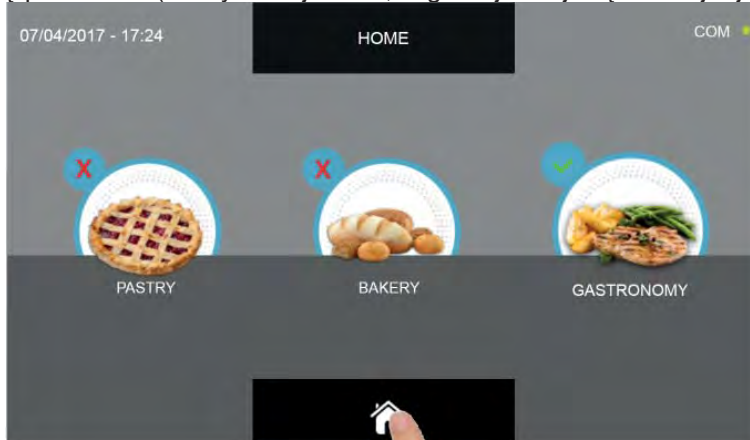 07/04/2017 - 17:24
HOME
COM
X
X
PASTRY
BAKERY
GASTRONOMY